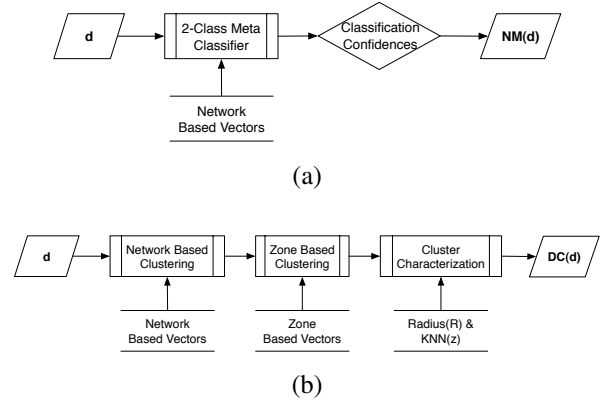 d
2-Class Meta
Classifier
Classification
Confidences
NM(d)
Network
Based Vectors
(a)
d
Network Based
Clustering
Zone Based
Clustering
Cluster
Characterization
DC(d)
Network
Based Vectors
Zone
Based Vectors
Radius(R) &
KNN(z)
(b)